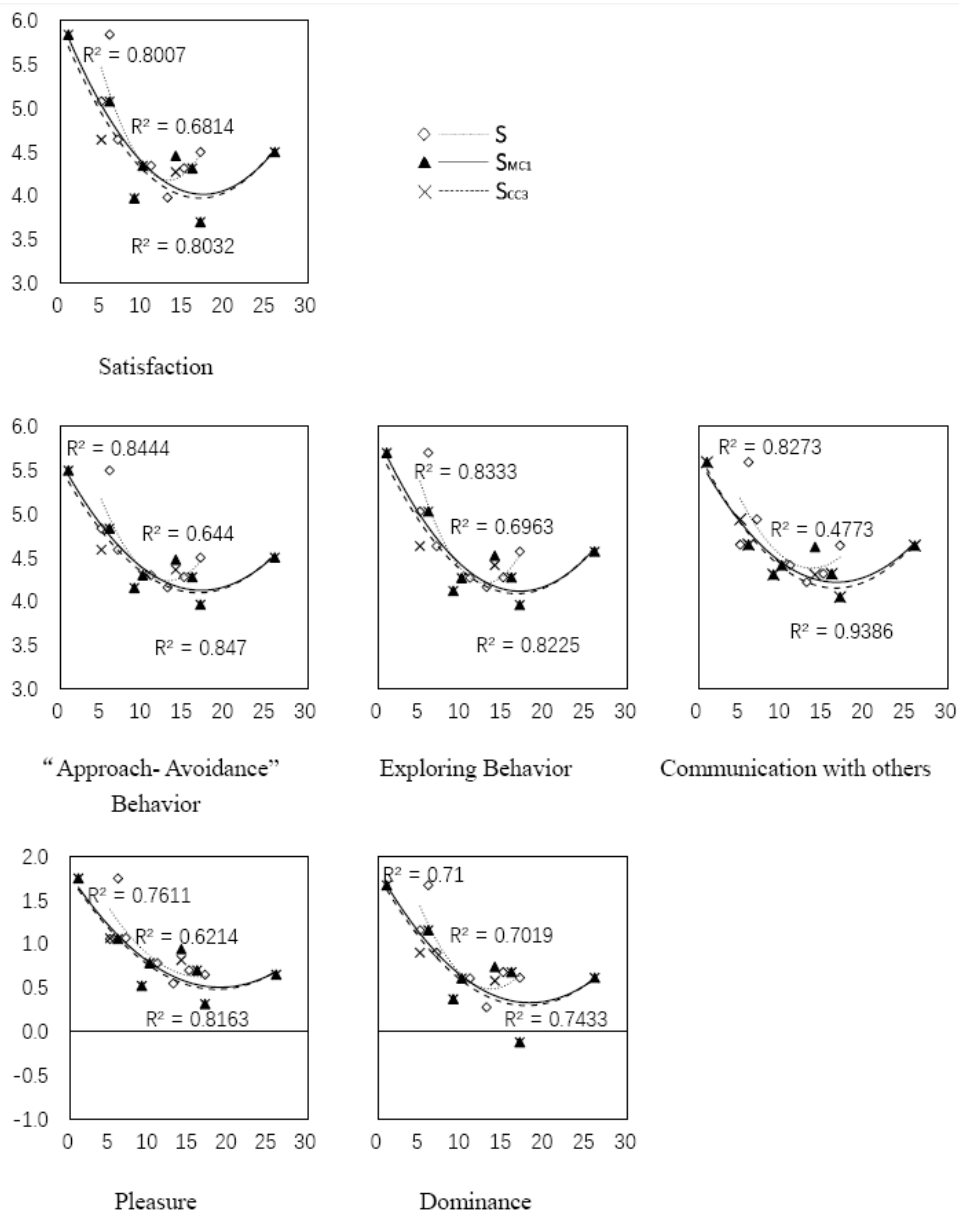 6.0
5.5
5.0
4.5
4.0
3.5
3.0
R² = 0.8007
R² = 0.6814
R² = 0.8032
0 5 10 15 20 25 30
Satisfaction
S
SMC1
SCC3
6.0
5.5
5.0
4.5
4.0
3.5
3.0
R² = 0.8444
R² = 0.644
R² = 0.847
0 5 10 15 20 25 30
“Approach- Avoidance”
Behavior
R² = 0.8333
R² = 0.6963
R² = 0.8225
0 5 10 15 20 25 30
Exploring Behavior
R² = 0.8273
R² = 0.4773
R² = 0.9386
0 5 10 15 20 25 30
Communication with others
2.0
1.5
1.0
0.5
0.0
-0.5
-1.0
R² = 0.7611
R² = 0.6214
R² = 0.8163
0 5 10 15 20 25 30
Pleasure
R² = 0.71
R² = 0.7019
R² = 0.7433
0 5 10 15 20 25 30
Dominance